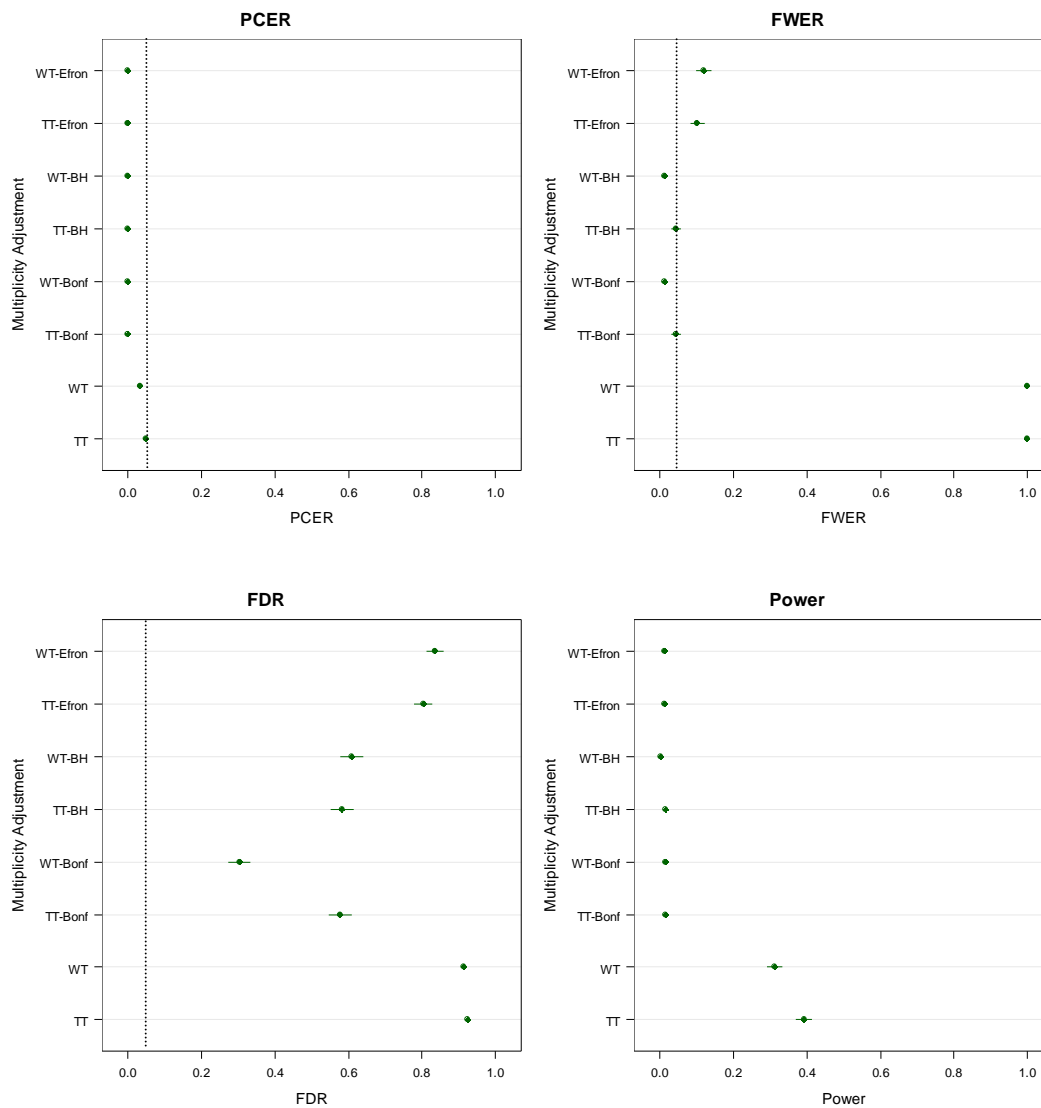 PCER
Multiplicity Adjustment
WT-Efron
TT-Efron
WT-BH
TT-BH
WT-Bonf
TT-Bonf
WT
TT
0.0 0.2 0.4 0.6 0.8 1.0
PCER
FWER
Multiplicity Adjustment
WT-Efron
TT-Efron
WT-BH
TT-BH
WT-Bonf
TT-Bonf
WT
TT
0.0 0.2 0.4 0.6 0.8 1.0
FWER
FDR
Multiplicity Adjustment
WT-Efron
TT-Efron
WT-BH
TT-BH
WT-Bonf
TT-Bonf
WT
TT
0.0 0.2 0.4 0.6 0.8 1.0
FDR
Power
Multiplicity Adjustment
WT-Efron
TT-Efron
WT-BH
TT-BH
WT-Bonf
TT-Bonf
WT
TT
0.0 0.2 0.4 0.6 0.8 1.0
Power